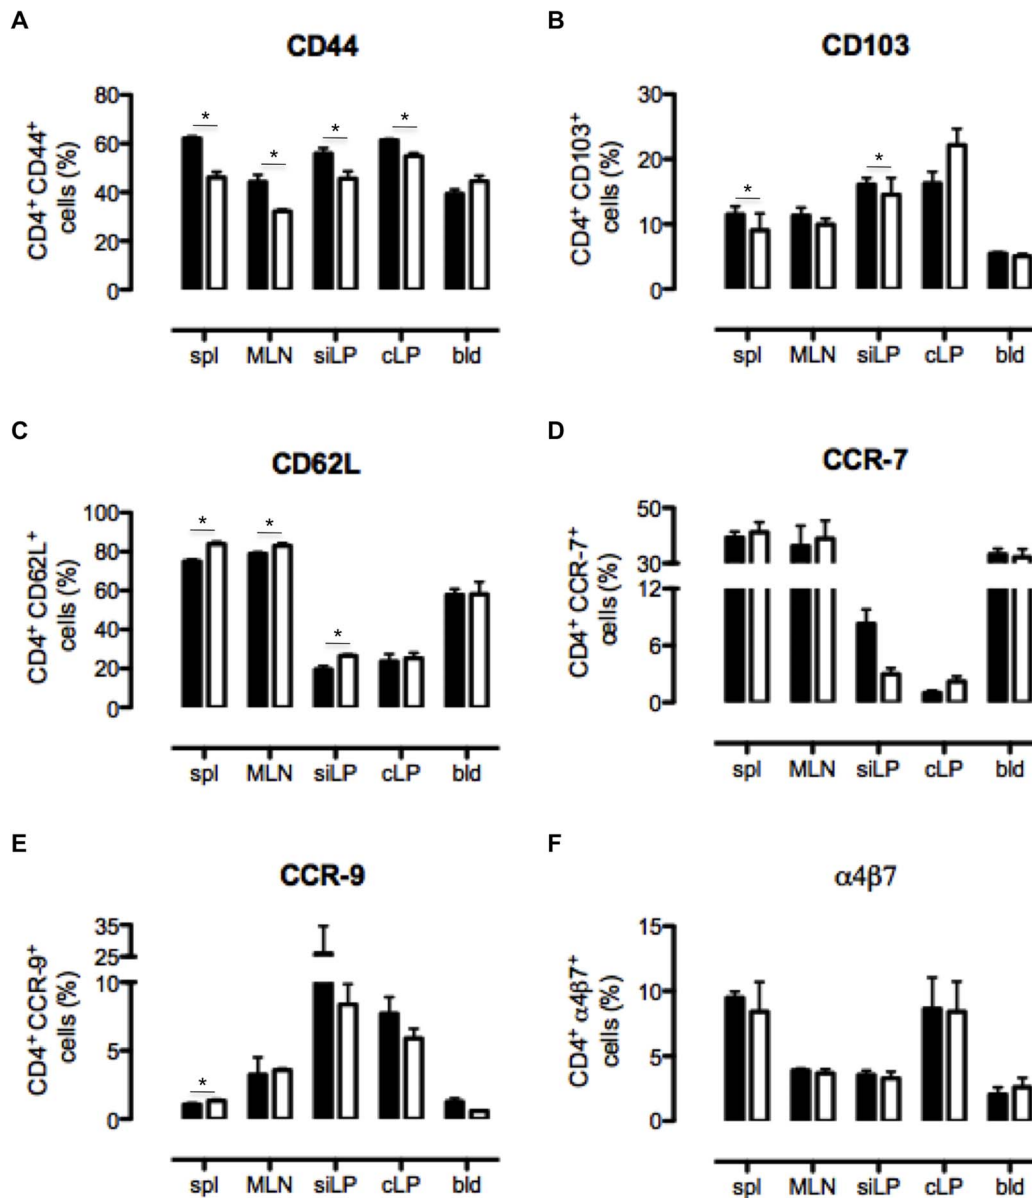 A
CD44
CD4+ CD44+
cells (%)
80
60
40
20
0
*
*
*
*
spl MLN siLP cLP bld
B
CD103
CD4+ CD103+
cells (%)
30
20
10
0
*
*
spl MLN siLP cLP bld
C
CD62L
CD4+ CD62L+
cells (%)
100
80
60
40
20
0
*
*
*
spl MLN siLP cLP bld
D
CCR-7
CD4+ CCR-7+
cells (%)
50
30
12
6
0
spl MLN siLP cLP bld
E
CCR-9
CD4+ CCR-9+
cells (%)
35
25
10
5
0
*
spl MLN siLP cLP bld
F
α4β7
CD4+ α4β7+
cells (%)
15
10
5
0
spl MLN siLP cLP bld